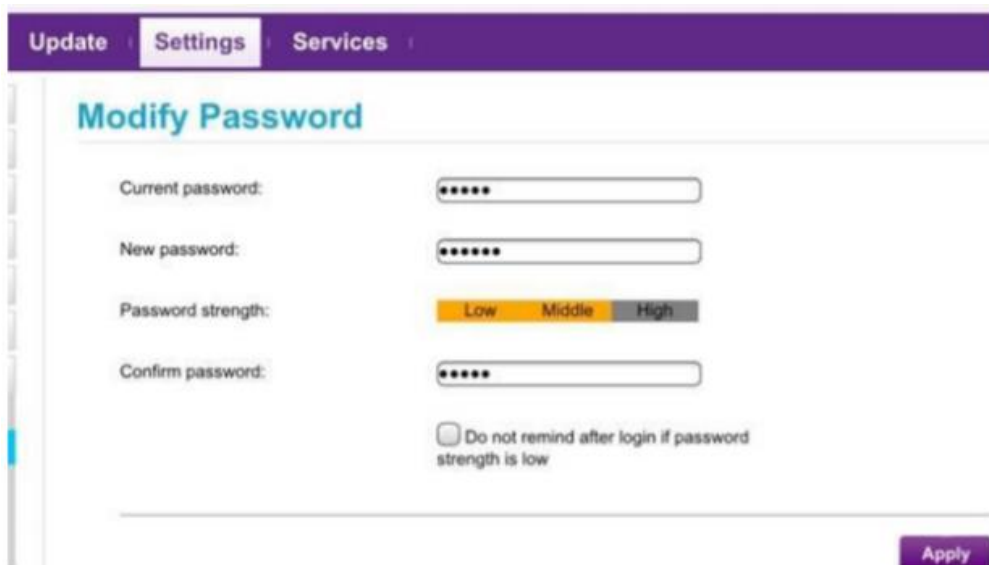 Update Settings Services
Modify Password
Current password: •••••
New password: ••••••
Password strength: Low Middle High
Confirm password: •••••
Do not remind after login if password
strength is low
Apply